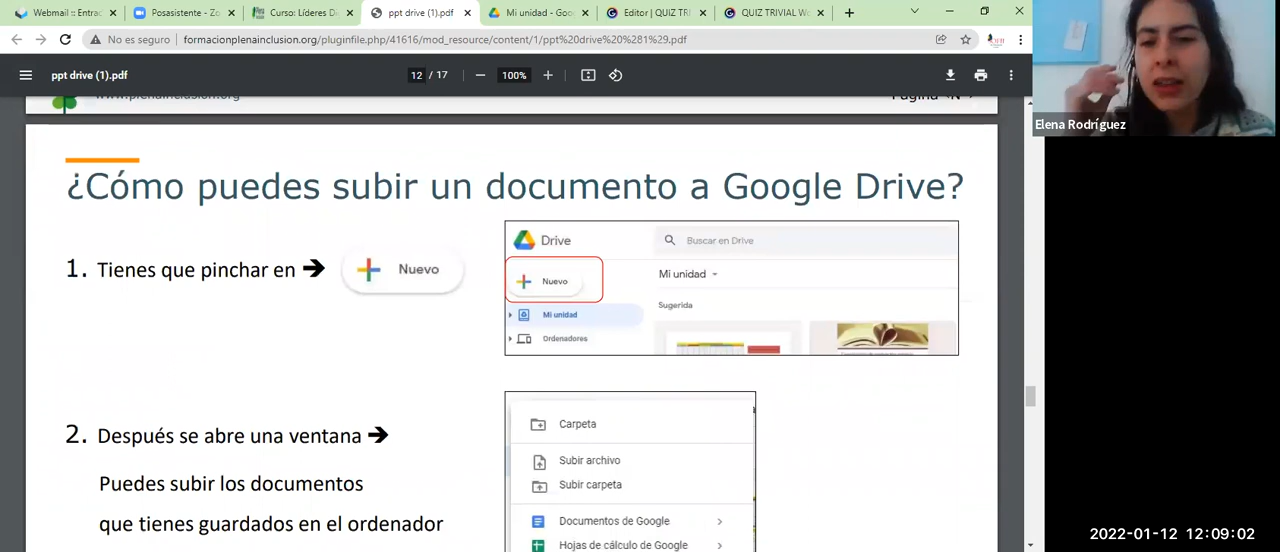 Webmail :: Entrac
Posasistente - Zo
Curso: Líderes Di
ppt drive (1).pdf
Mi unidad - Goo
Editor | QUIZ TRI
QUIZ TRIVIAL We
No es seguro | formacionplenainclusion.org/pluginfile.php/41616/mod_resource/content/1/ppt%20drive%20%281%29.pdf
ppt drive (1).pdf
12 / 17
100%
www.plenainclusion.org
Página <N°>
Elena Rodríguez
¿Cómo puedes subir un documento a Google Drive?
1. Tienes que pinchar en ➔
Nuevo
Drive
Buscar en Drive
Nuevo
Mi unidad
Sugerida
Mi unidad
Ordenadores
2. Después se abre una ventana ➔
Puedes subir los documentos
que tienes guardados en el ordenador
Carpeta
Subir archivo
Subir carpeta
Documentos de Google
Hojas de cálculo de Google
2022-01-12 12:09:02